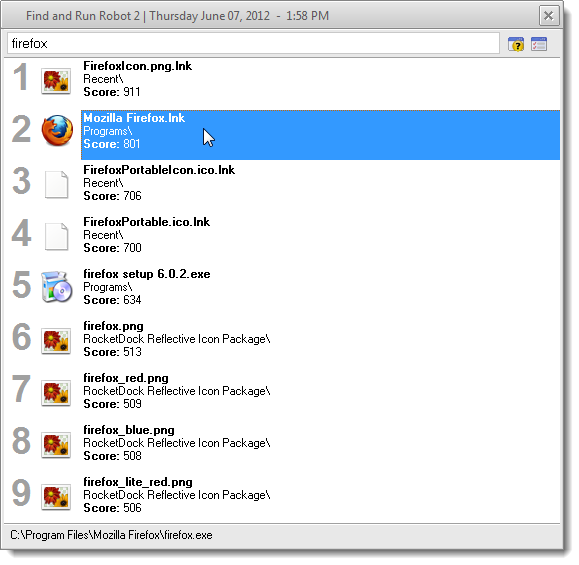 Find and Run Robot 2 | Thursday June 07, 2012 - 1:58 PM
firefox
1
FirefoxIcon.png.lnk
Recent\
Score: 911
2
Mozilla Firefox.lnk
Programs\
Score: 801
3
FirefoxPortableIcon.ico.lnk
Recent\
Score: 706
4
FirefoxPortable.ico.lnk
Recent\
Score: 700
5
firefox setup 6.0.2.exe
Programs\
Score: 634
6
firefox.png
RocketDock Reflective Icon Package\
Score: 513
7
firefox_red.png
RocketDock Reflective Icon Package\
Score: 509
8
firefox_blue.png
RocketDock Reflective Icon Package\
Score: 508
9
firefox_lite_red.png
RocketDock Reflective Icon Package\
Score: 506
C:\Program Files\Mozilla Firefox\firefox.exe